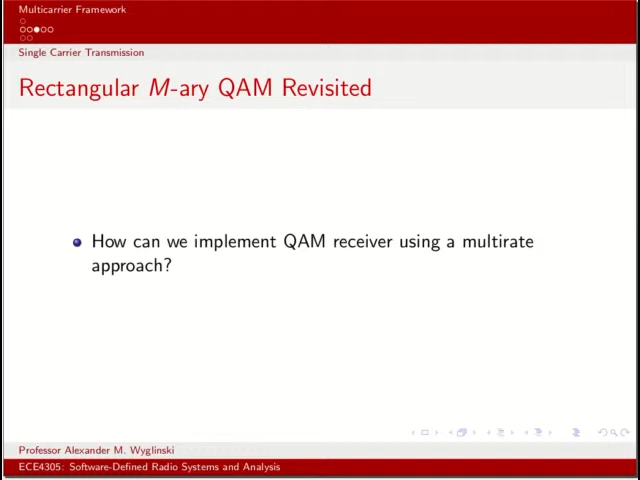 Multicarrier Framework
Single Carrier Transmission
Rectangular M-ary QAM Revisited
How can we implement QAM receiver using a multirate
approach?
Professor Alexander M. Wyglinski
ECE4305: Software-Defined Radio Systems and Analysis